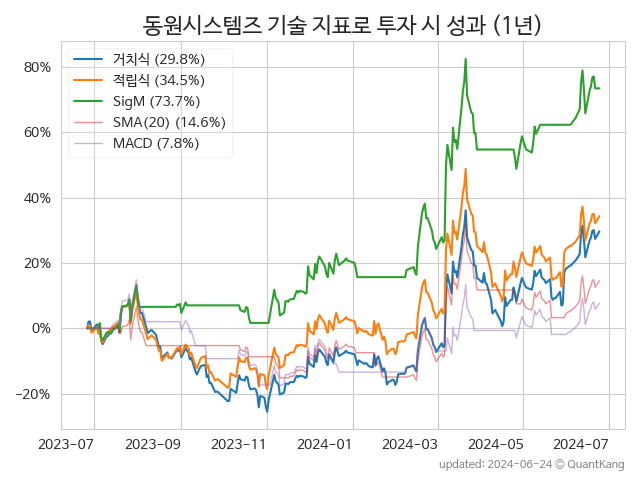 동원시스템즈 기술 지표로 투자 시 성과 (1년)
거치식 (29.8%)
적립식 (34.5%)
SigM (73.7%)
SMA(20) (14.6%)
MACD (7.8%)
80%
60%
40%
20%
0%
−20%
2023-07 2023-09 2023-11 2024-01 2024-03 2024-05 2024-07
updated: 2024-06-24 © QuantKang